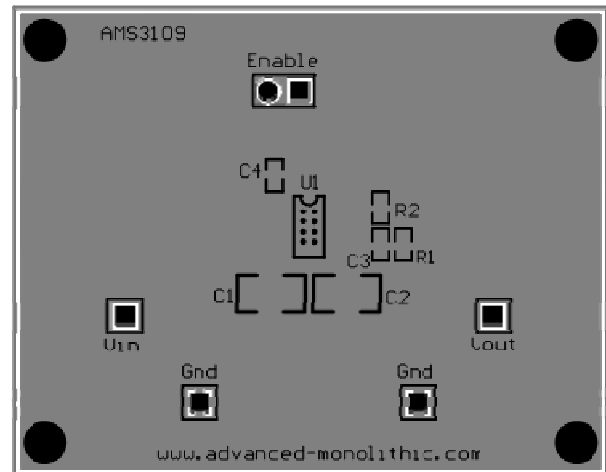 AMS3109
Enable
C4
U1
R2
C3
R1
C1
C2
Vin
Vout
Gnd
Gnd
www.advanced-monolithic.com